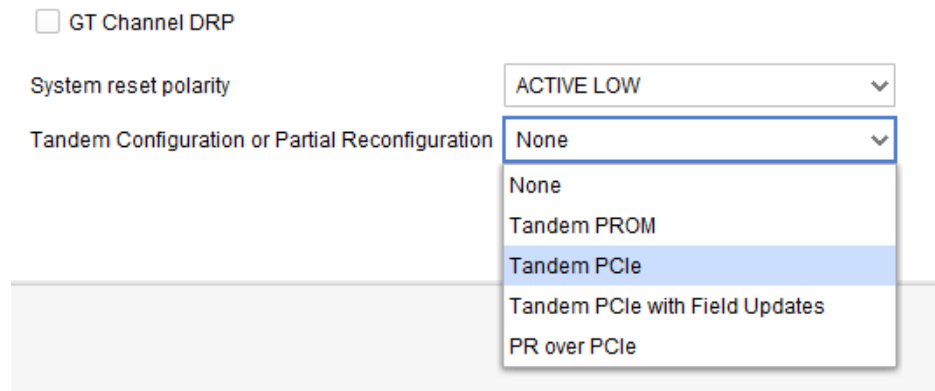 GT Channel DRP
System reset polarity ACTIVE LOW
Tandem Configuration or Partial Reconfiguration None
None
Tandem PROM
Tandem PCIe
Tandem PCIe with Field Updates
PR over PCIe